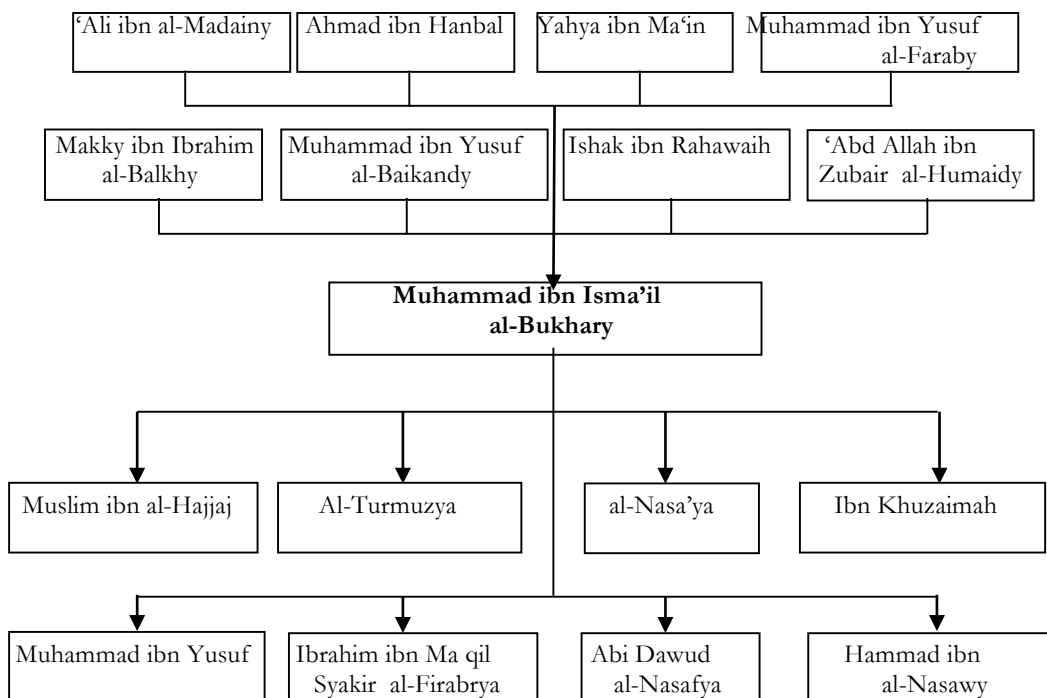 ‘Ali ibn al-Madainy
Ahmad ibn Hanbal
Yahya ibn Ma‘in
Muhammad ibn Yusuf
al-Faraby
Makky ibn Ibrahim
al-Balkhy
Muhammad ibn Yusuf
al-Baikandy
Ishak ibn Rahawaih
‘Abd Allah ibn
Zubair al-Humaidy
Muhammad ibn Isma’il
al-Bukhary
Muslim ibn al-Hajjaj
Al-Turmuzya
al-Nasa’ya
Ibn Khuzaimah
Muhammad ibn Yusuf
Ibrahim ibn Ma qil
Syakir al-Firabrya
Abi Dawud
al-Nasafya
Hammad ibn
al-Nasawy